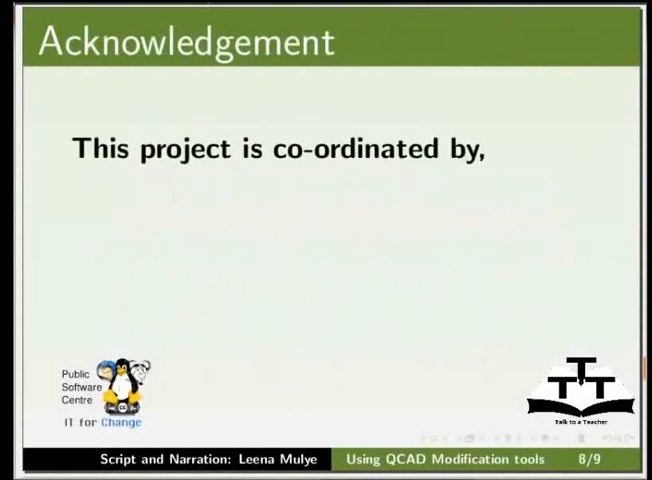 Acknowledgement
This project is co-ordinated by,
Public
Software
Centre
IT for Change
TTT
Talk to a Teacher
Script and Narration: Leena Mulye
Using QCAD Modification tools
8/9